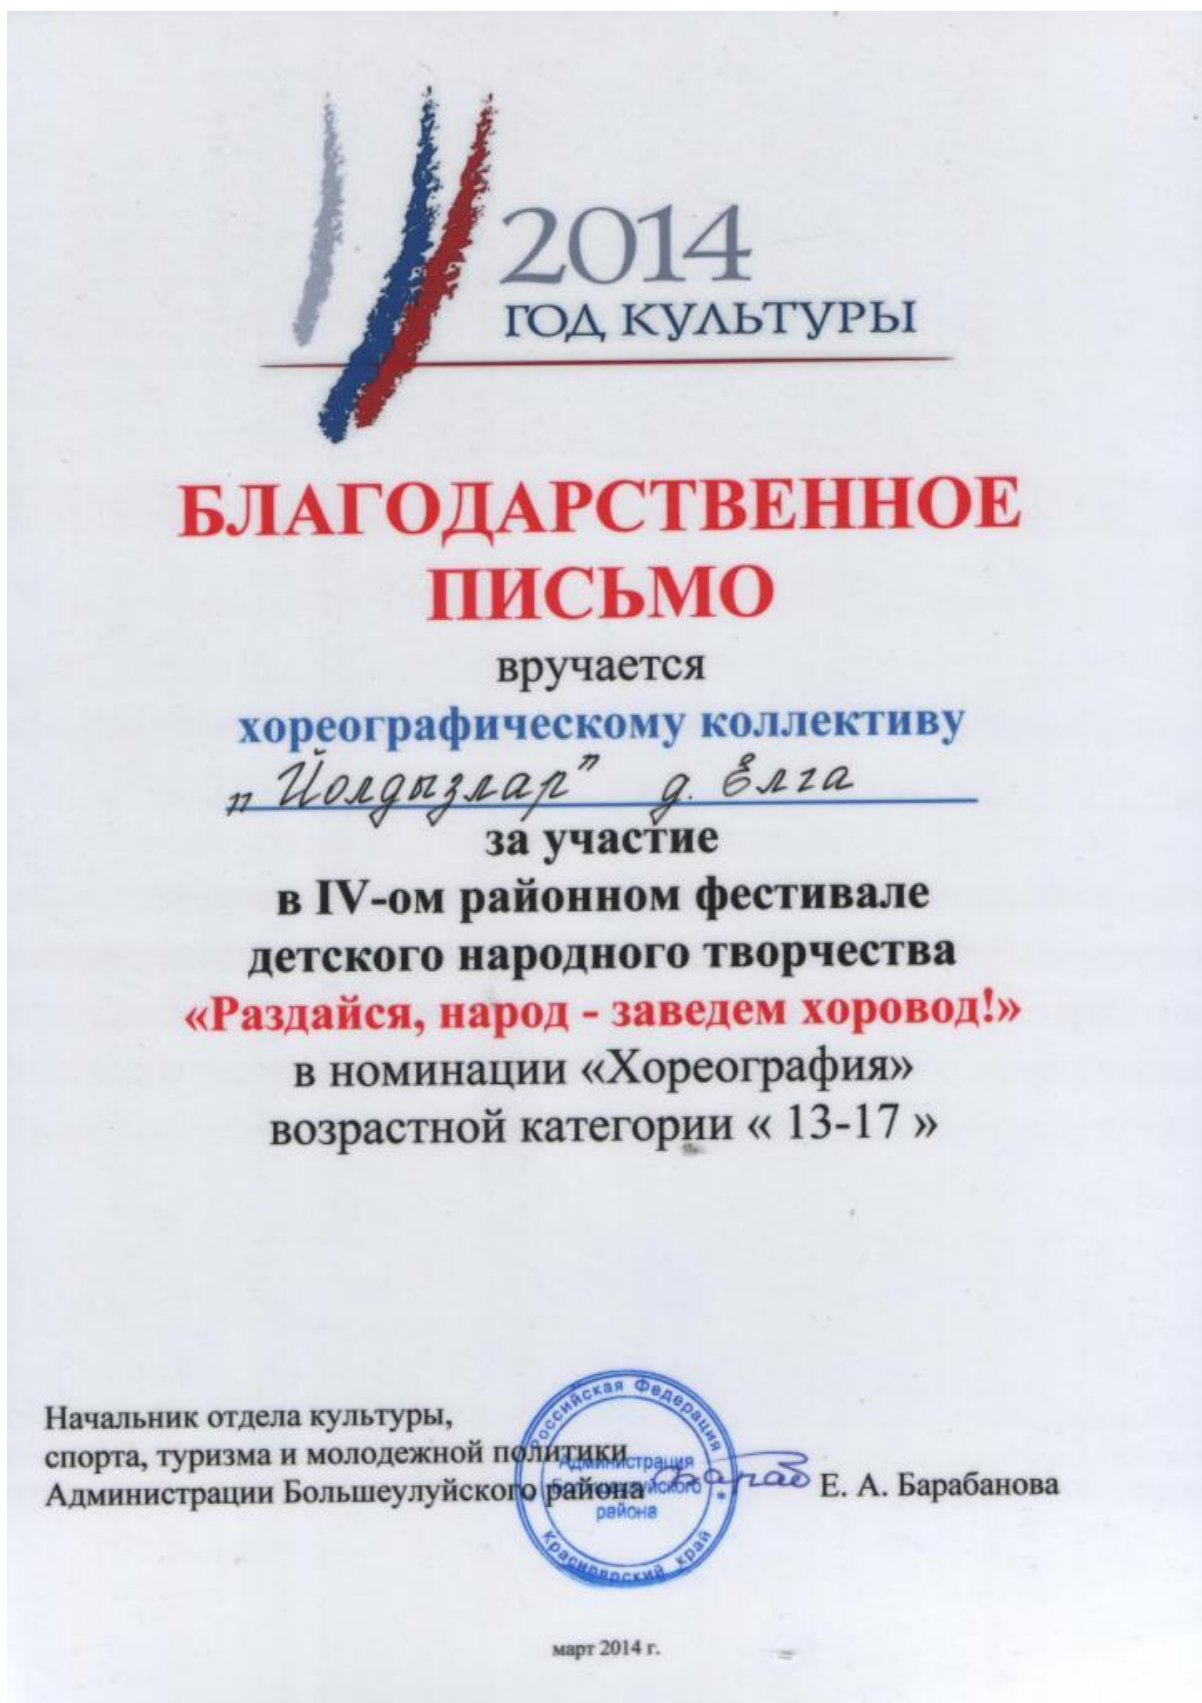 2014
ГОД КУЛЬТУРЫ
БЛАГОДАРСТВЕННОЕ
ПИСЬМО
вручается
хореографическому коллективу
„Йолдызлар” д. Ёлга
за участие
в IV-ом районном фестивале
детского народного творчества
«Раздайся, народ - заведем хоровод!»
в номинации «Хореография»
возрастной категории « 13-17 »
Начальник отдела культуры,
спорта, туризма и молодежной политики
Администрации Большеулуйского района Е. А. Барабанова
Российская Федерация
Администрация
Большеулуйского
района
Красноярский край
март 2014 г.